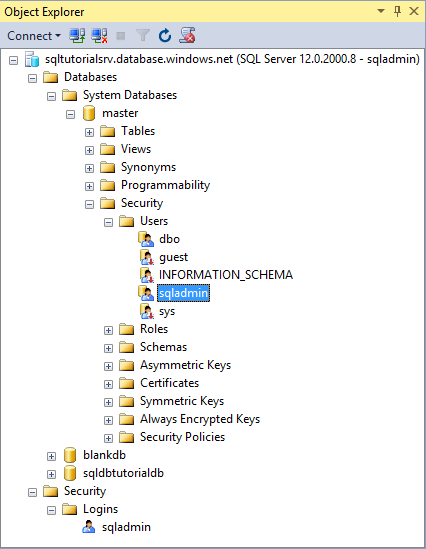 Object Explorer
Connect
sqltutorialsrv.database.windows.net (SQL Server 12.0.2000.8 - sqladmin)
Databases
System Databases
master
Tables
Views
Synonyms
Programmability
Security
Users
dbo
guest
INFORMATION_SCHEMA
sqladmin
sys
Roles
Schemas
Asymmetric Keys
Certificates
Symmetric Keys
Always Encrypted Keys
Security Policies
blankdb
sqldbtutorialdb
Security
Logins
sqladmin